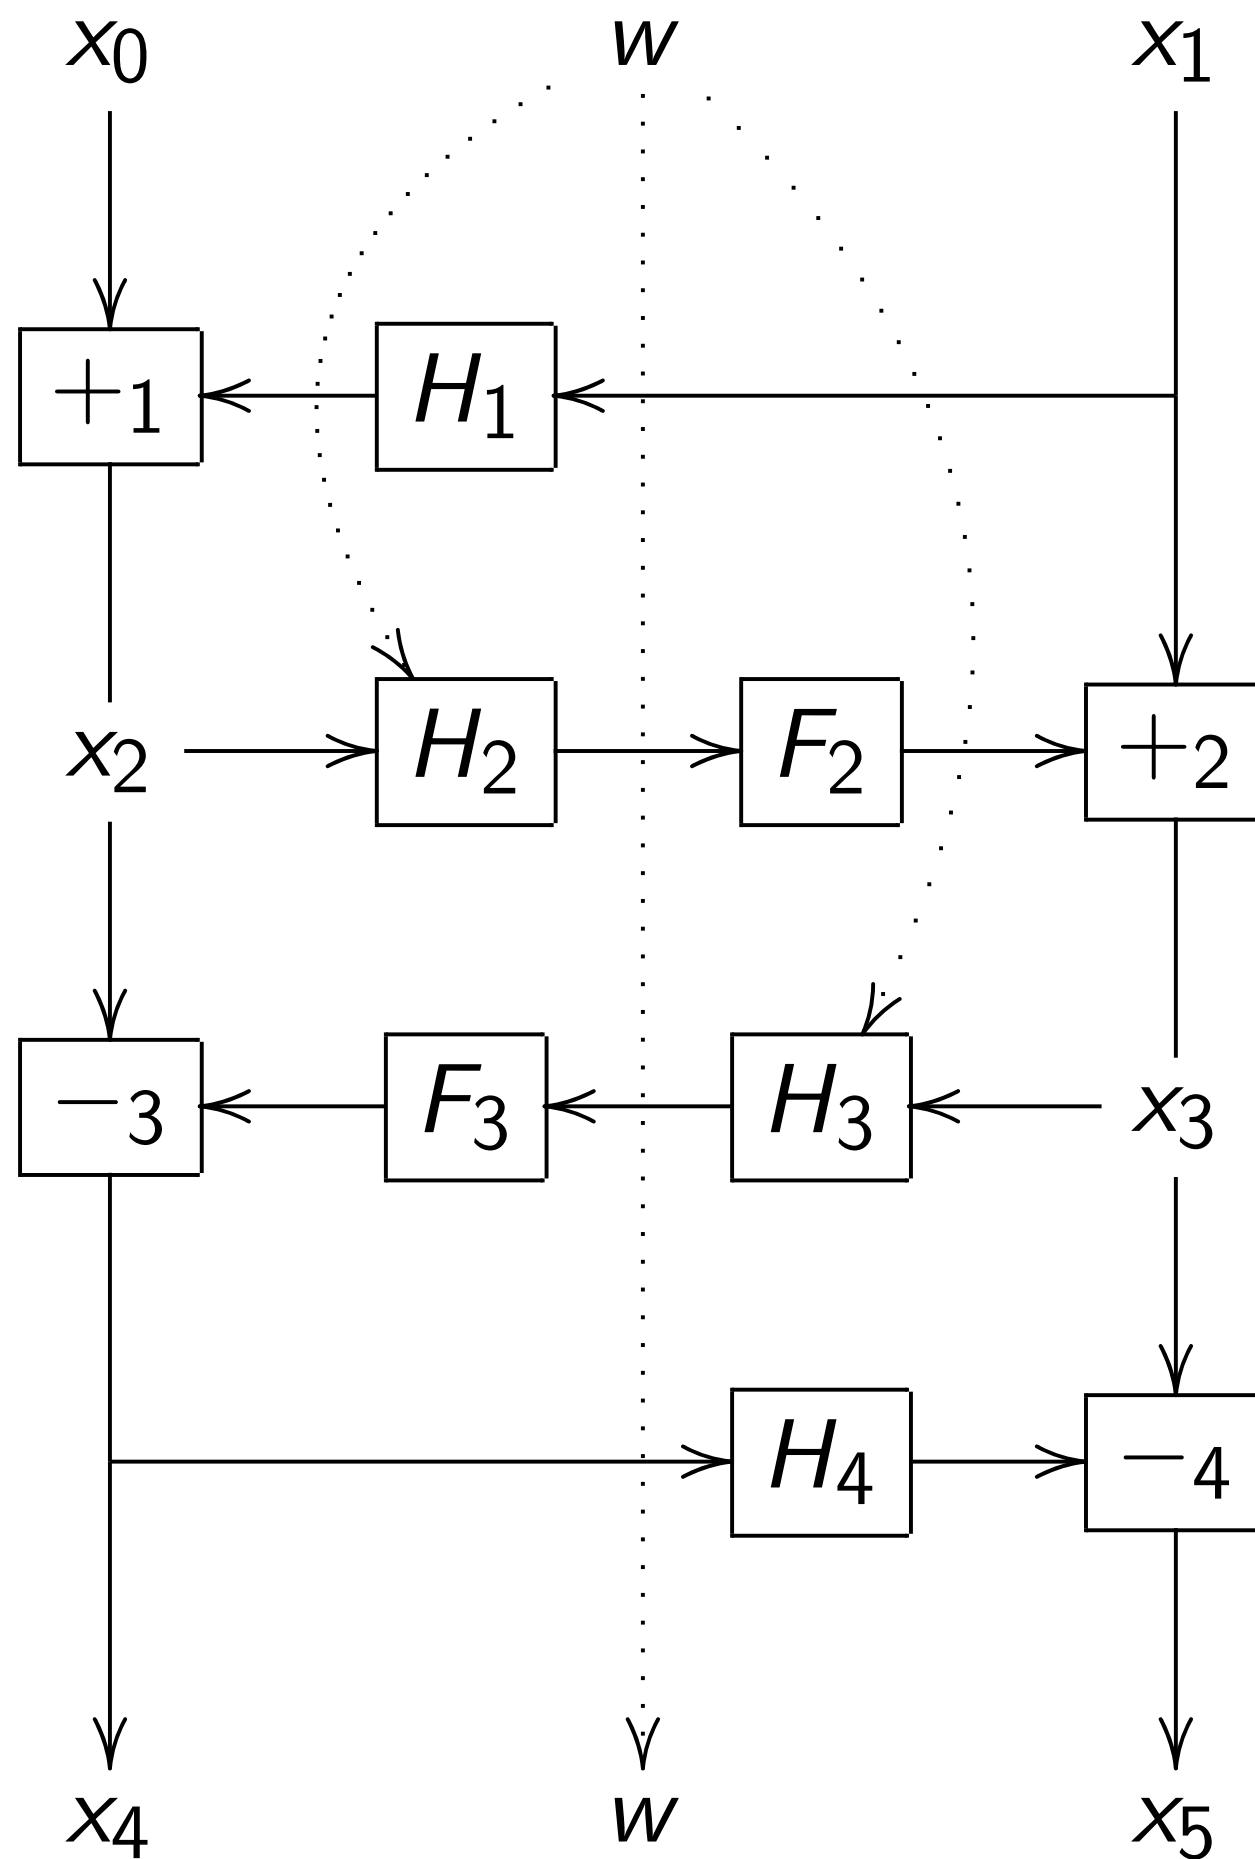 x₀ w x₁
+₁ H₁
x₂ H₂ F₂ +₂
−₃ F₃ H₃ x₃
H₄ −₄
x₄ w x₅